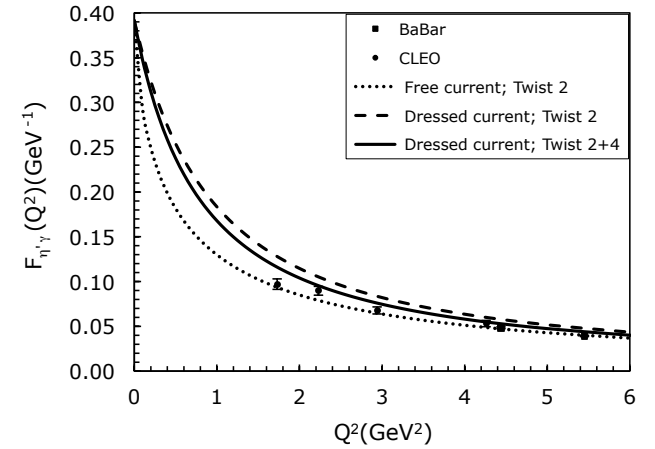 0.40
0.35
0.30
0.25
0.20
0.15
0.10
0.05
0.00
F_{η'γ}(Q²)(GeV⁻¹)
BaBar
CLEO
Free current; Twist 2
Dressed current; Twist 2
Dressed current; Twist 2+4
0 1 2 3 4 5 6
Q²(GeV²)